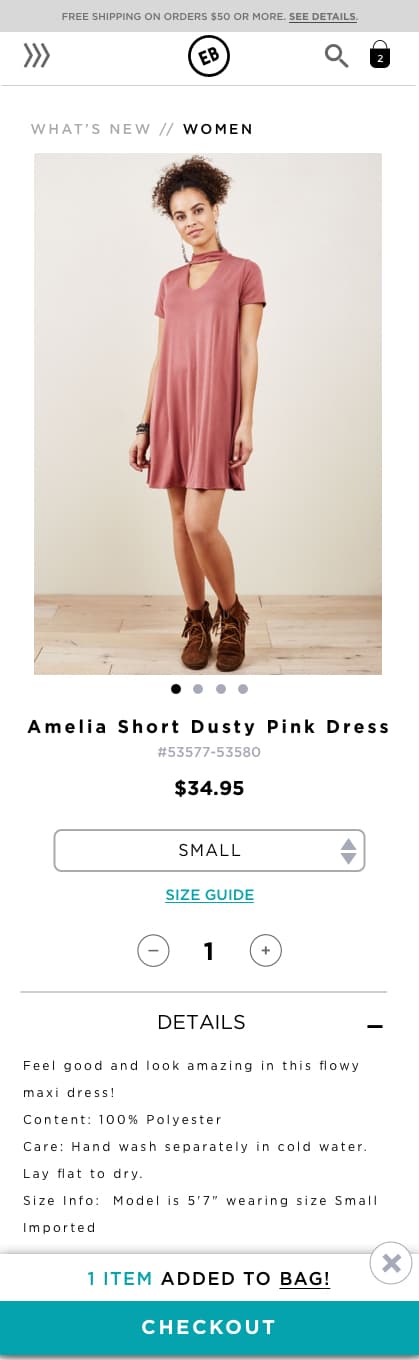 FREE SHIPPING ON ORDERS $50 OR MORE. SEE DETAILS.
EB
2
WHAT'S NEW // WOMEN
Amelia Short Dusty Pink Dress
#53577-53580
$34.95
SMALL
SIZE GUIDE
1
DETAILS
Feel good and look amazing in this flowy
maxi dress!
Content: 100% Polyester
Care: Hand wash separately in cold water.
Lay flat to dry.
Size Info: Model is 5'7" wearing size Small
Imported
1 ITEM ADDED TO BAG!
CHECKOUT